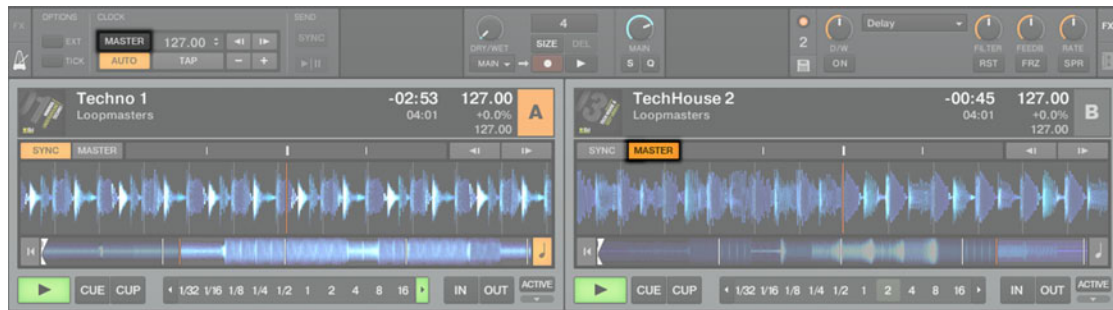 FX OPTIONS CLOCK SEND
EXT MASTER 127.00 SYNC
TICK AUTO TAP − +
DRY/WET 4 SIZE DEL MAIN
MAIN S Q
2 D/W Delay FILTER FEEDB RATE FX
ON RST FRZ SPR
Techno 1 -02:53 127.00 A
Loopmasters 04:01 +0.0%
127.00
SYNC MASTER
CUE CUP 1/32 1/16 1/8 1/4 1/2 1 2 4 8 16 IN OUT ACTIVE
TechHouse 2 -00:45 127.00 B
Loopmasters 04:01 +0.0%
127.00
SYNC MASTER
CUE CUP 1/32 1/16 1/8 1/4 1/2 1 2 4 8 16 IN OUT ACTIVE